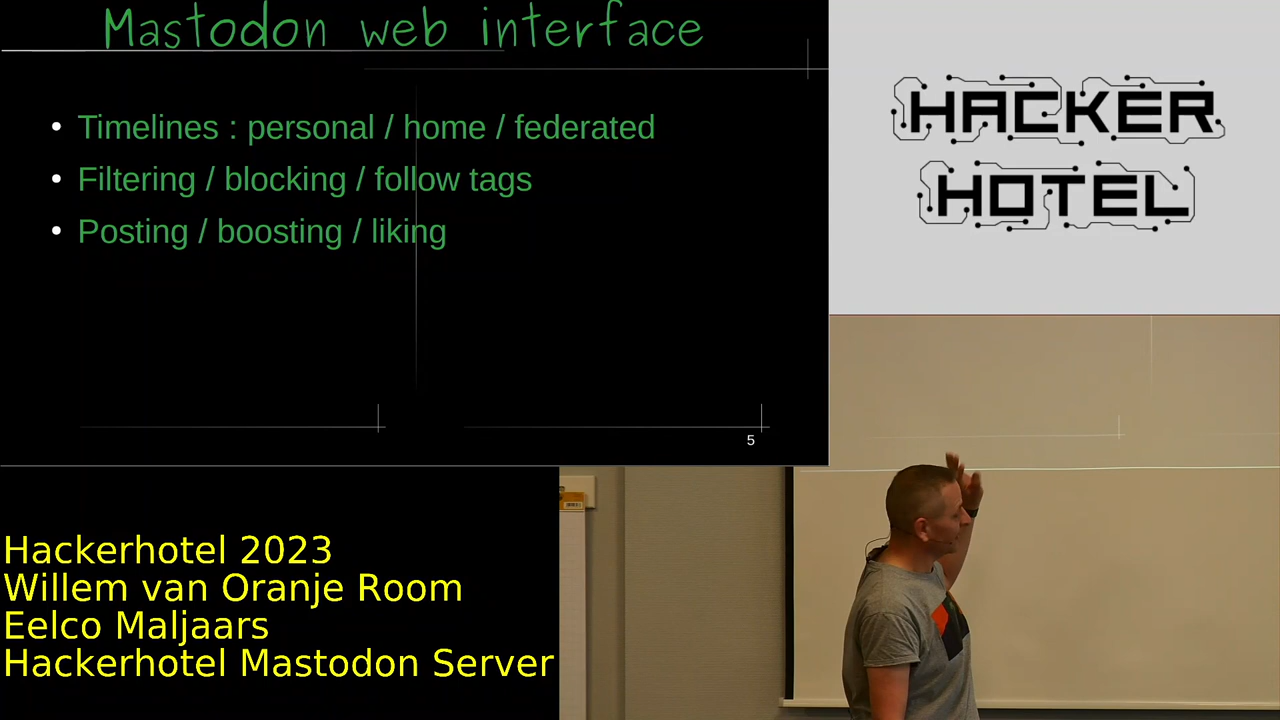 Mastodon web interface
• Timelines : personal / home / federated
• Filtering / blocking / follow tags
• Posting / boosting / liking
5
HACKER
HOTEL
Hackerhotel 2023
Willem van Oranje Room
Eelco Maljaars
Hackerhotel Mastodon Server